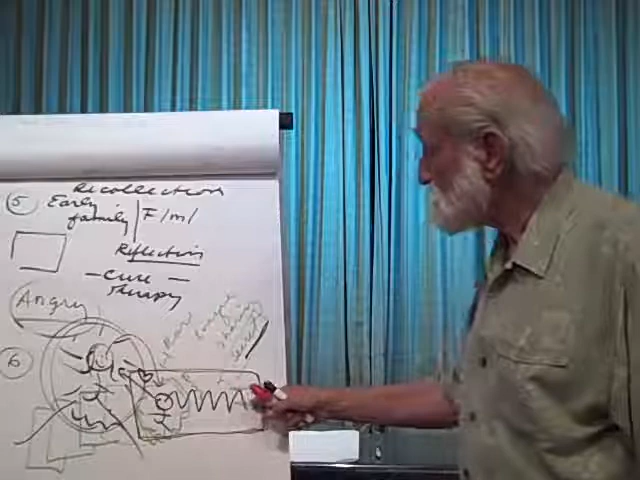 Recollection
5 Early
family F/m/
Reflection
- Cure -
Therapy
Angry
6